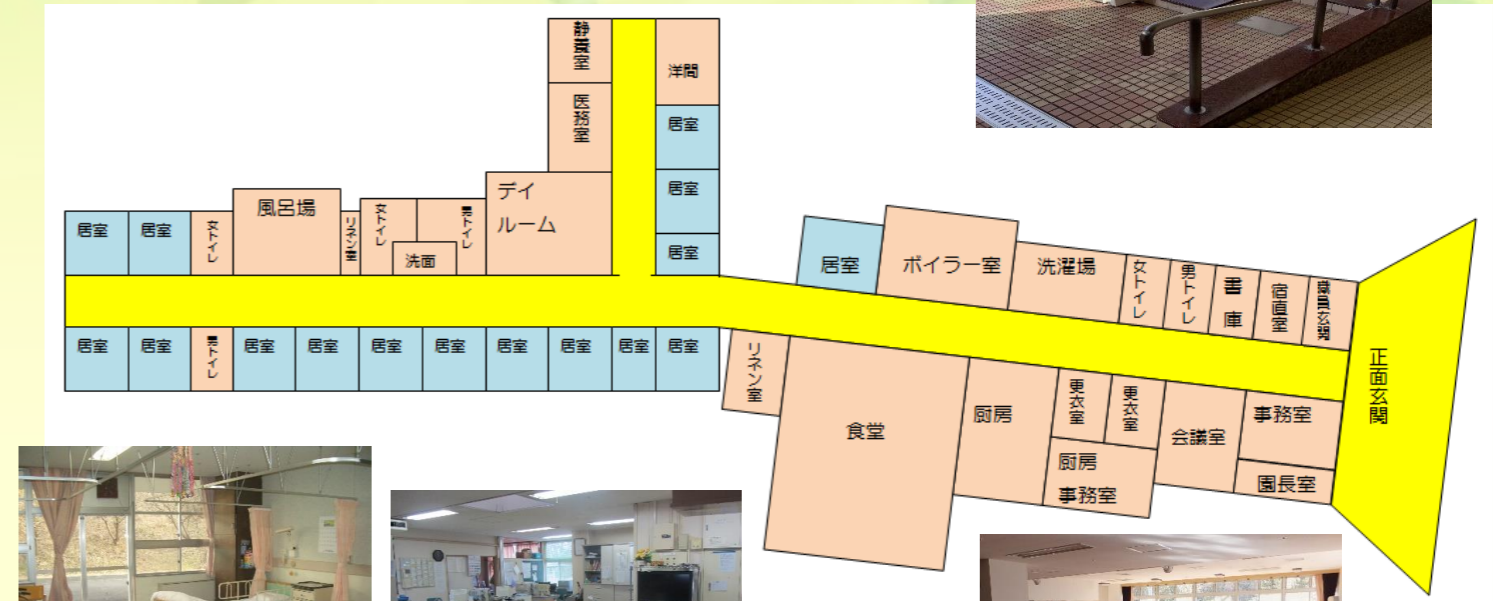 静養室
洋間
医務室
居室
居室
居室
デイ
ルーム
居室
居室
女トイレ
風呂場
リネン室
女トイレ
洗面
男トイレ
居室
居室
男トイレ
居室
居室
居室
居室
居室
居室
居室
居室
居室
ボイラー室
洗濯場
女トイレ
男トイレ
書庫
宿直室
職員玄関
正面玄関
リネン室
食堂
厨房
更衣室
更衣室
厨房
事務室
会議室
事務室
園長室